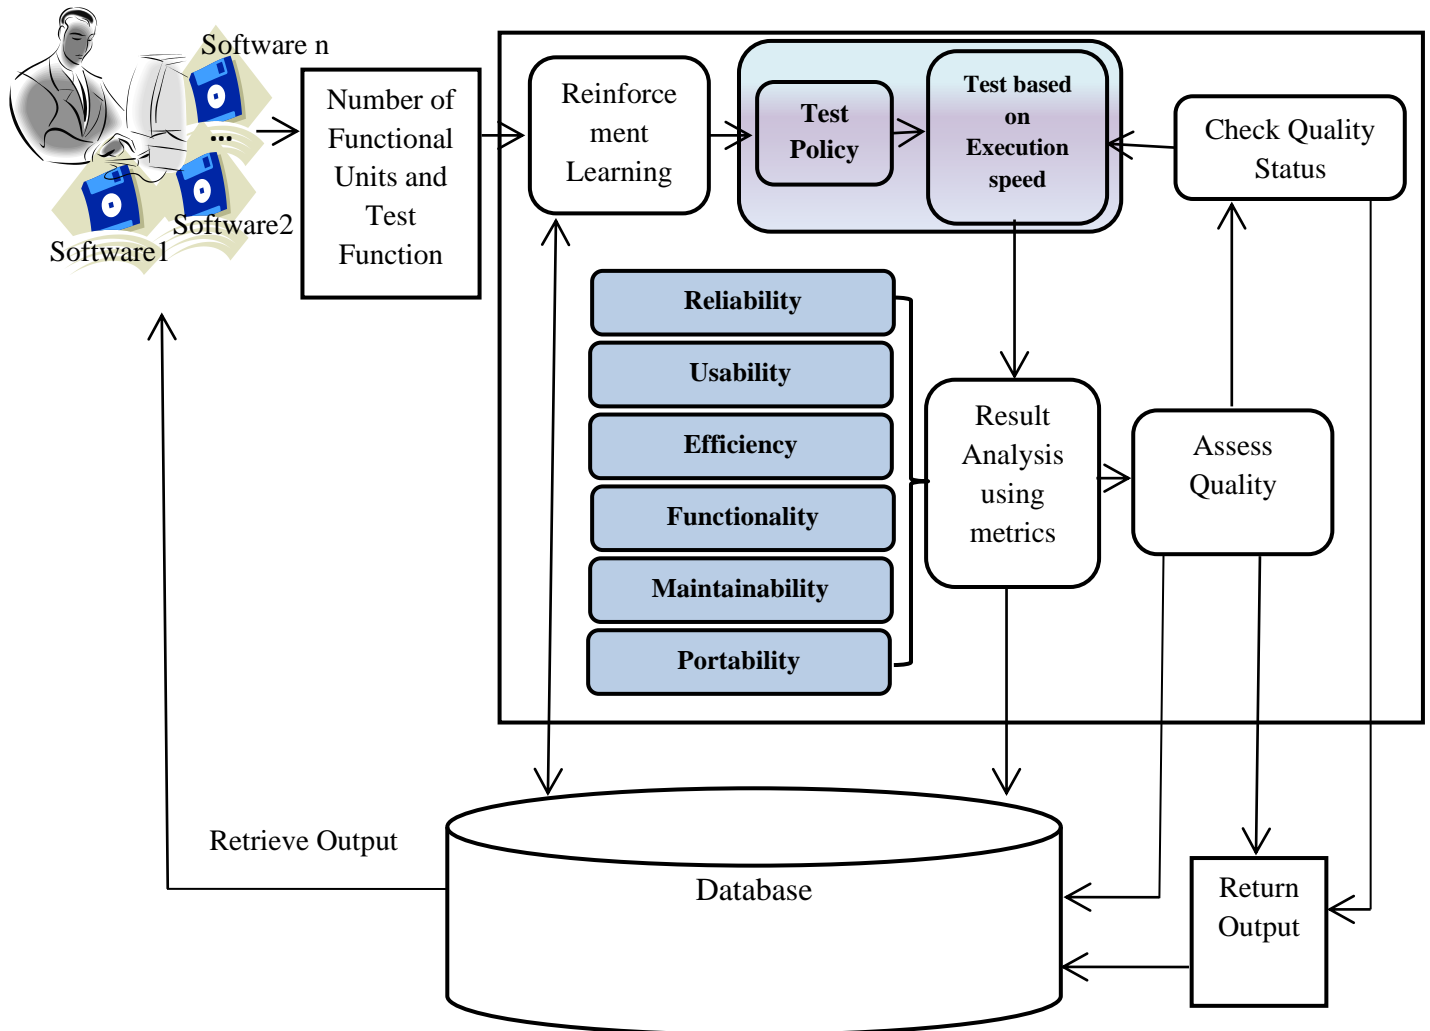 Software n
...
Software2
Software1
Number of
Functional
Units and
Test
Function
Reinforce
ment
Learning
Test
Policy
Test based
on
Execution
speed
Check Quality
Status
Reliability
Usability
Efficiency
Functionality
Maintainability
Portability
Result
Analysis
using
metrics
Assess
Quality
Retrieve Output
Database
Return
Output